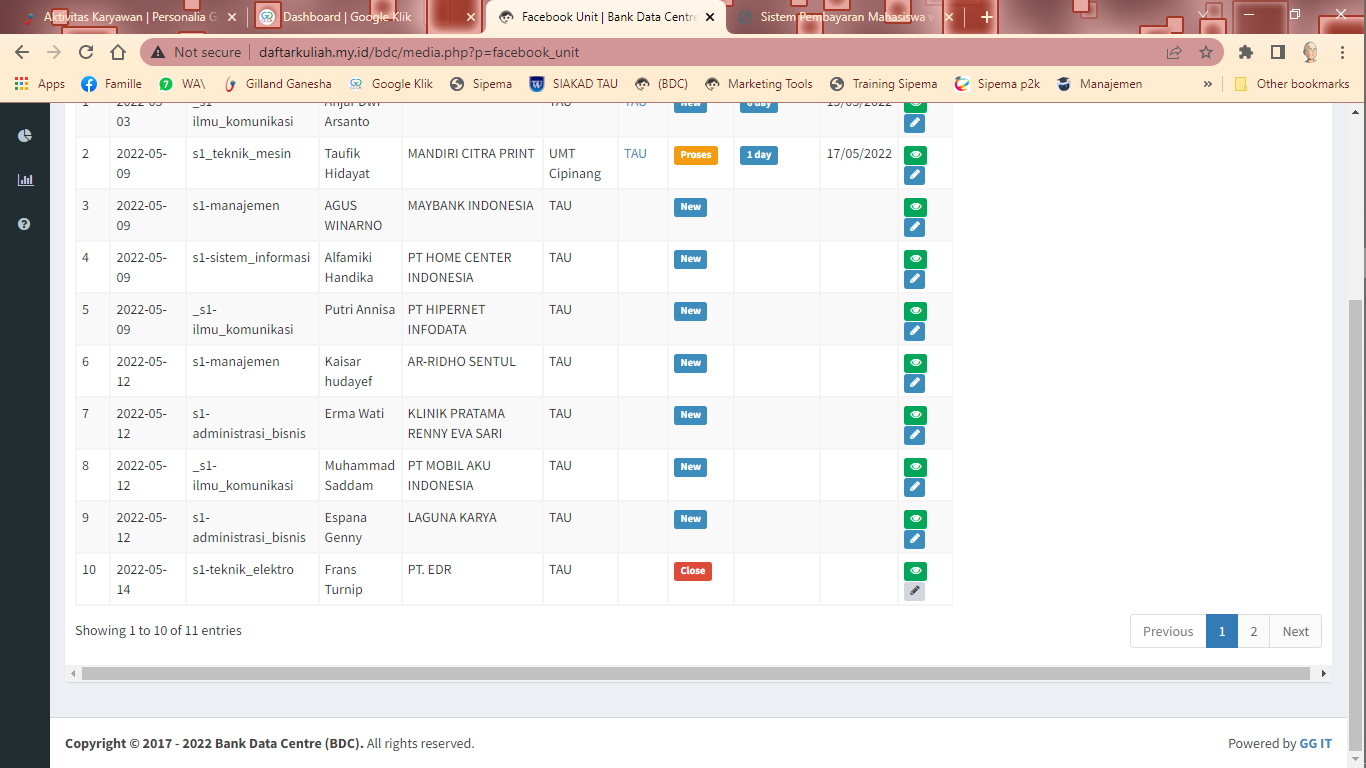 Aktivitas Karyawan | Personalia G
Dashboard | Google Klik
Facebook Unit | Bank Data Centre
Sistem Pembayaran Mahasiswa
Not secure | daftarkuliah.my.id/bdc/media.php?p=facebook_unit
Apps Famille WA\ Gilland Ganesha Google Klik Sipema SIAKAD TAU (BDC) Marketing Tools Training Sipema Sipema p2k Manajemen » Other bookmarks
1 2022-05- _s1- Anjar Dwi TAU TAU New 0 day 15/05/2022
03 ilmu_komunikasi Arsanto
2 2022-05- s1_teknik_mesin Taufik MANDIRI CITRA PRINT UMT TAU Proses 1 day 17/05/2022
09 Hidayat Cipinang
3 2022-05- s1-manajemen AGUS MAYBANK INDONESIA TAU New
09 WINARNO
4 2022-05- s1-sistem_informasi Alfamiki PT HOME CENTER TAU New
09 Handika INDONESIA
5 2022-05- _s1- Putri Annisa PT HIPERNET TAU New
09 ilmu_komunikasi INFODATA
6 2022-05- s1-manajemen Kaisar AR-RIDHO SENTUL TAU New
12 hudayef
7 2022-05- s1- Erma Wati KLINIK PRATAMA TAU New
12 administrasi_bisnis RENNY EVA SARI
8 2022-05- _s1- Muhammad PT MOBIL AKU TAU New
12 ilmu_komunikasi Saddam INDONESIA
9 2022-05- s1- Espana LAGUNA KARYA TAU New
12 administrasi_bisnis Genny
10 2022-05- s1-teknik_elektro Frans PT. EDR TAU Close
14 Turnip
Showing 1 to 10 of 11 entries
Previous 1 2 Next
Copyright © 2017 - 2022 Bank Data Centre (BDC). All rights reserved.
Powered by GG IT